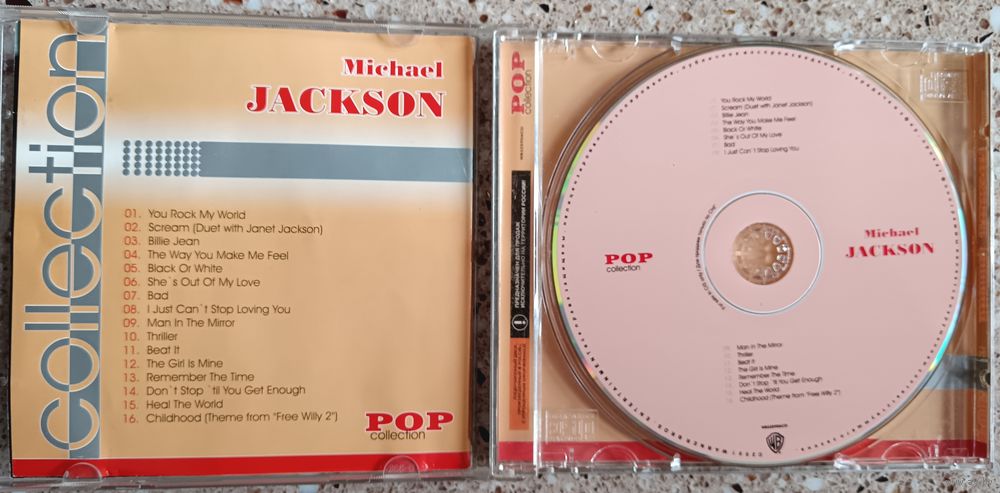 collection
Michael
JACKSON
01. You Rock My World
02. Scream (Duet with Janet Jackson)
03. Billie Jean
04. The Way You Make Me Feel
05. Black Or White
06. She`s Out Of My Love
07. Bad
08. I Just Can`t Stop Loving You
09. Man In The Mirror
10. Thriller
11. Beat It
12. The Girl Is Mine
13. Remember The Time
14. Don`t Stop `til You Get Enough
15. Heal The World
16. Childhood (Theme from "Free Willy 2")
POP
collection
POP
collection
ПРЕДНАЗНАЧЕН ДЛЯ ПРОДАЖ
ИСКЛЮЧИТЕЛЬНО НА ТЕРРИТОРИИ РОССИИ!
You Rock My World
Scream (Duet with Janet Jackson)
Billie Jean
The Way You Make Me Feel
Black Or White
She`s Out Of My Love
Bad
I Just Can`t Stop Loving You
Michael
JACKSON
POP
collection
Man In The Mirror
Thriller
Beat It
The Girl Is Mine
Remember The Time
Don`t Stop `til You Get Enough
Heal The World
Childhood (Theme from "Free Willy 2")